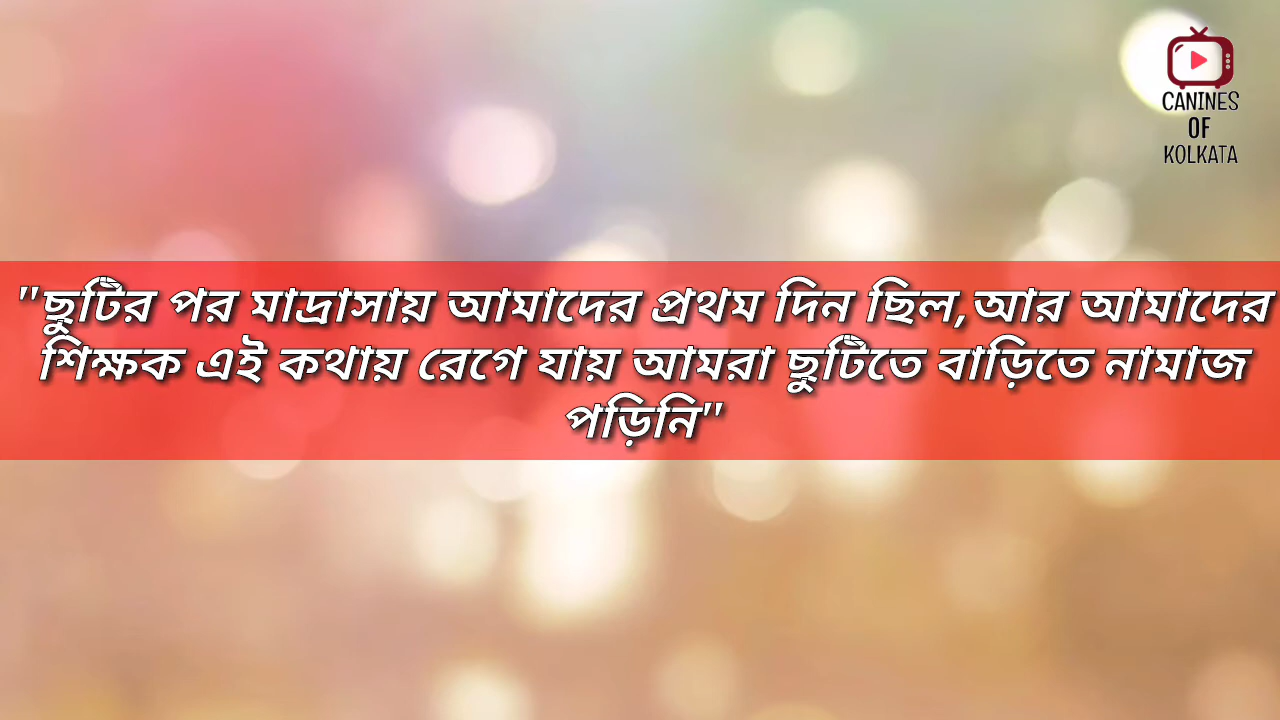 CANINES
OF
KOLKATA
"ছুটির পর মাদ্রাসায় আমাদের প্রথম দিন ছিল,আর আমাদের
শিক্ষক এই কথায় রেগে যায় আমরা ছুটিতে বাড়িতে নামাজ
পড়িনি"